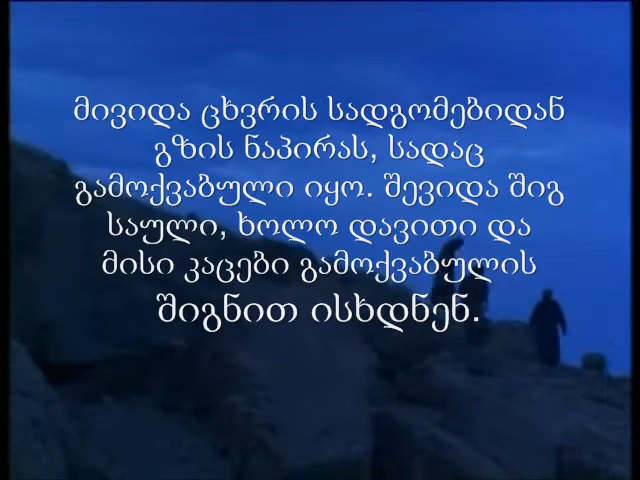 მივიდა ცხვრის სადგომებიდან
გზის ნაპირას, სადაც
გამოქვაბული იყო. შევიდა შიგ
საული, ხოლო დავითი და
მისი კაცები გამოქვაბულის
შიგნით ისხდნენ.